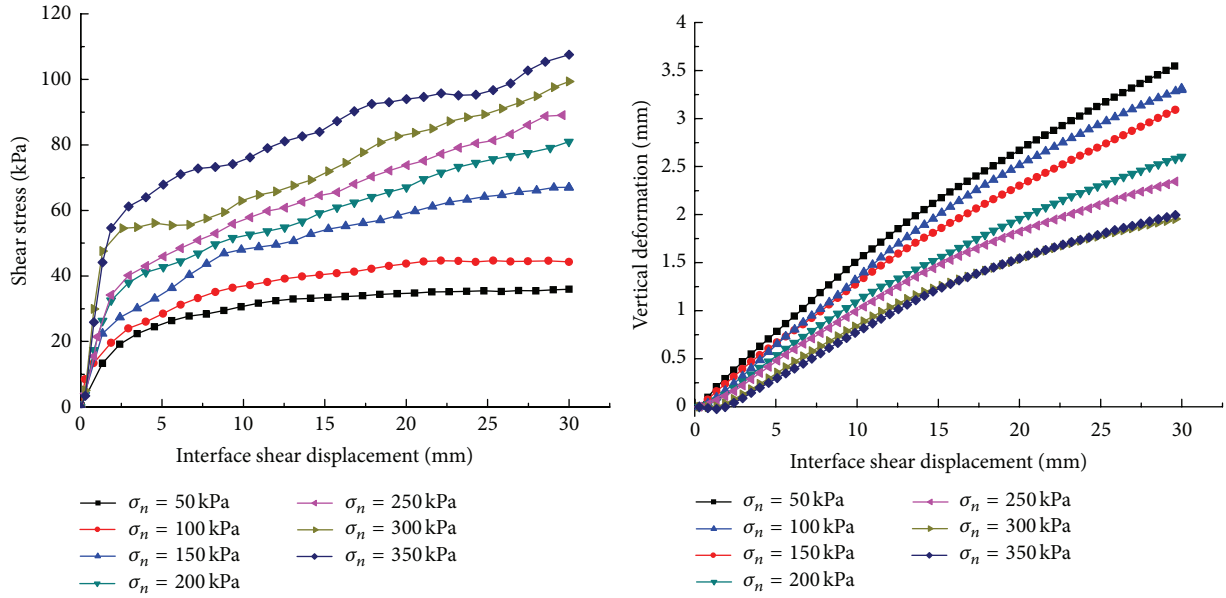 120
100
80
60
40
20
0
Shear stress (kPa)
0 5 10 15 20 25 30
Interface shear displacement (mm)
σn = 50 kPa
σn = 100 kPa
σn = 150 kPa
σn = 200 kPa
σn = 250 kPa
σn = 300 kPa
σn = 350 kPa
4
3.5
3
2.5
2
1.5
1
0.5
0
Vertical deformation (mm)
0 5 10 15 20 25 30
Interface shear displacement (mm)
σn = 50 kPa
σn = 100 kPa
σn = 150 kPa
σn = 200 kPa
σn = 250 kPa
σn = 300 kPa
σn = 350 kPa